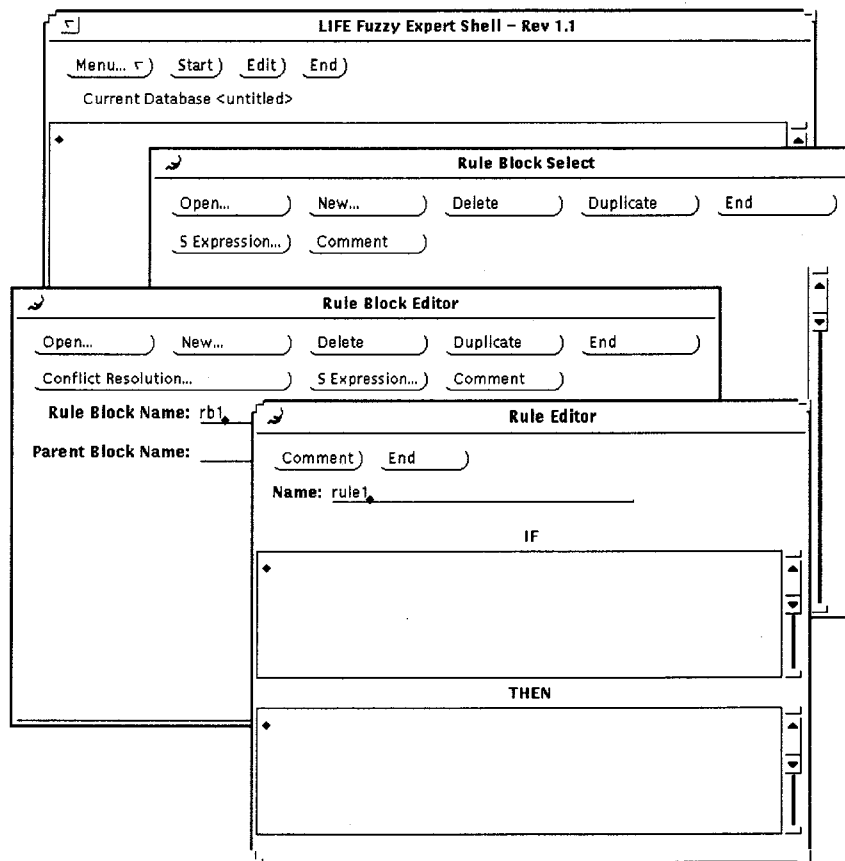 LIFE Fuzzy Expert Shell – Rev 1.1
Menu... Start Edit End
Current Database <untitled>
Rule Block Select
Open... New... Delete Duplicate End
S Expression... Comment
Rule Block Editor
Open... New... Delete Duplicate End
Conflict Resolution... S Expression... Comment
Rule Block Name: rb1
Parent Block Name:
Rule Editor
Comment End
Name: rule1
IF
THEN